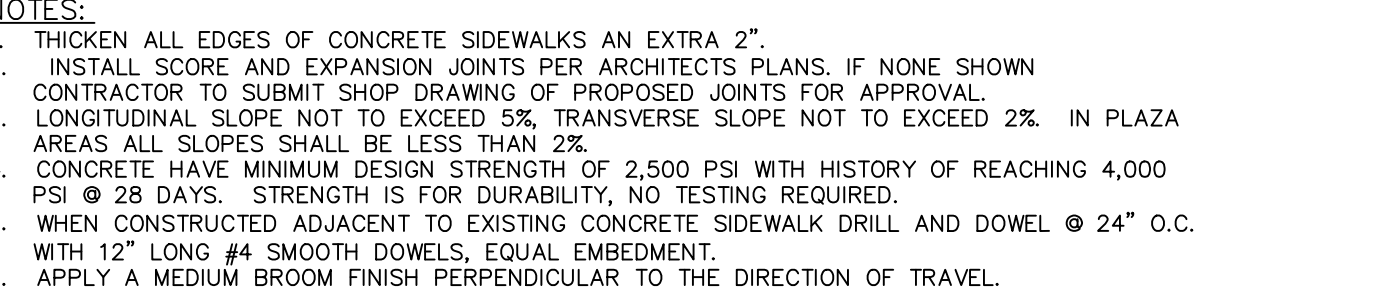 NOTES:
. THICKEN ALL EDGES OF CONCRETE SIDEWALKS AN EXTRA 2”.
. INSTALL SCORE AND EXPANSION JOINTS PER ARCHITECTS PLANS. IF NONE SHOWN
CONTRACTOR TO SUBMIT SHOP DRAWING OF PROPOSED JOINTS FOR APPROVAL.
. LONGITUDINAL SLOPE NOT TO EXCEED 5%, TRANSVERSE SLOPE NOT TO EXCEED 2%. IN PLAZA
AREAS ALL SLOPES SHALL BE LESS THAN 2%.
. CONCRETE HAVE MINIMUM DESIGN STRENGTH OF 2,500 PSI WITH HISTORY OF REACHING 4,000
PSI @ 28 DAYS. STRENGTH IS FOR DURABILITY, NO TESTING REQUIRED.
. WHEN CONSTRUCTED ADJACENT TO EXISTING CONCRETE SIDEWALK DRILL AND DOWEL @ 24” O.C.
WITH 12” LONG #4 SMOOTH DOWELS, EQUAL EMBEDMENT.
. APPLY A MEDIUM BROOM FINISH PERPENDICULAR TO THE DIRECTION OF TRAVEL.